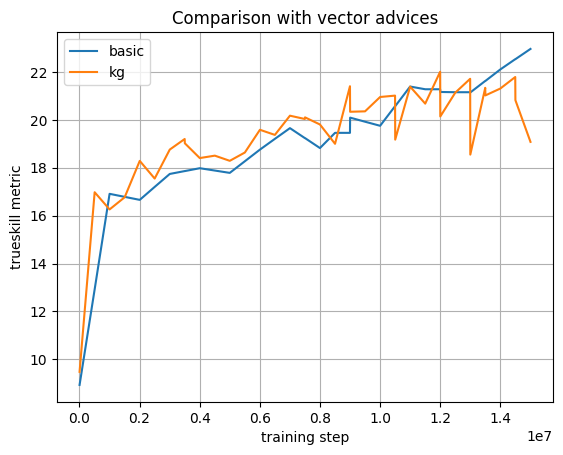 Comparison with vector advices
basic
kg
22
20
18
16
14
12
10
trueskill metric
0.0 0.2 0.4 0.6 0.8 1.0 1.2 1.4
1e7
training step